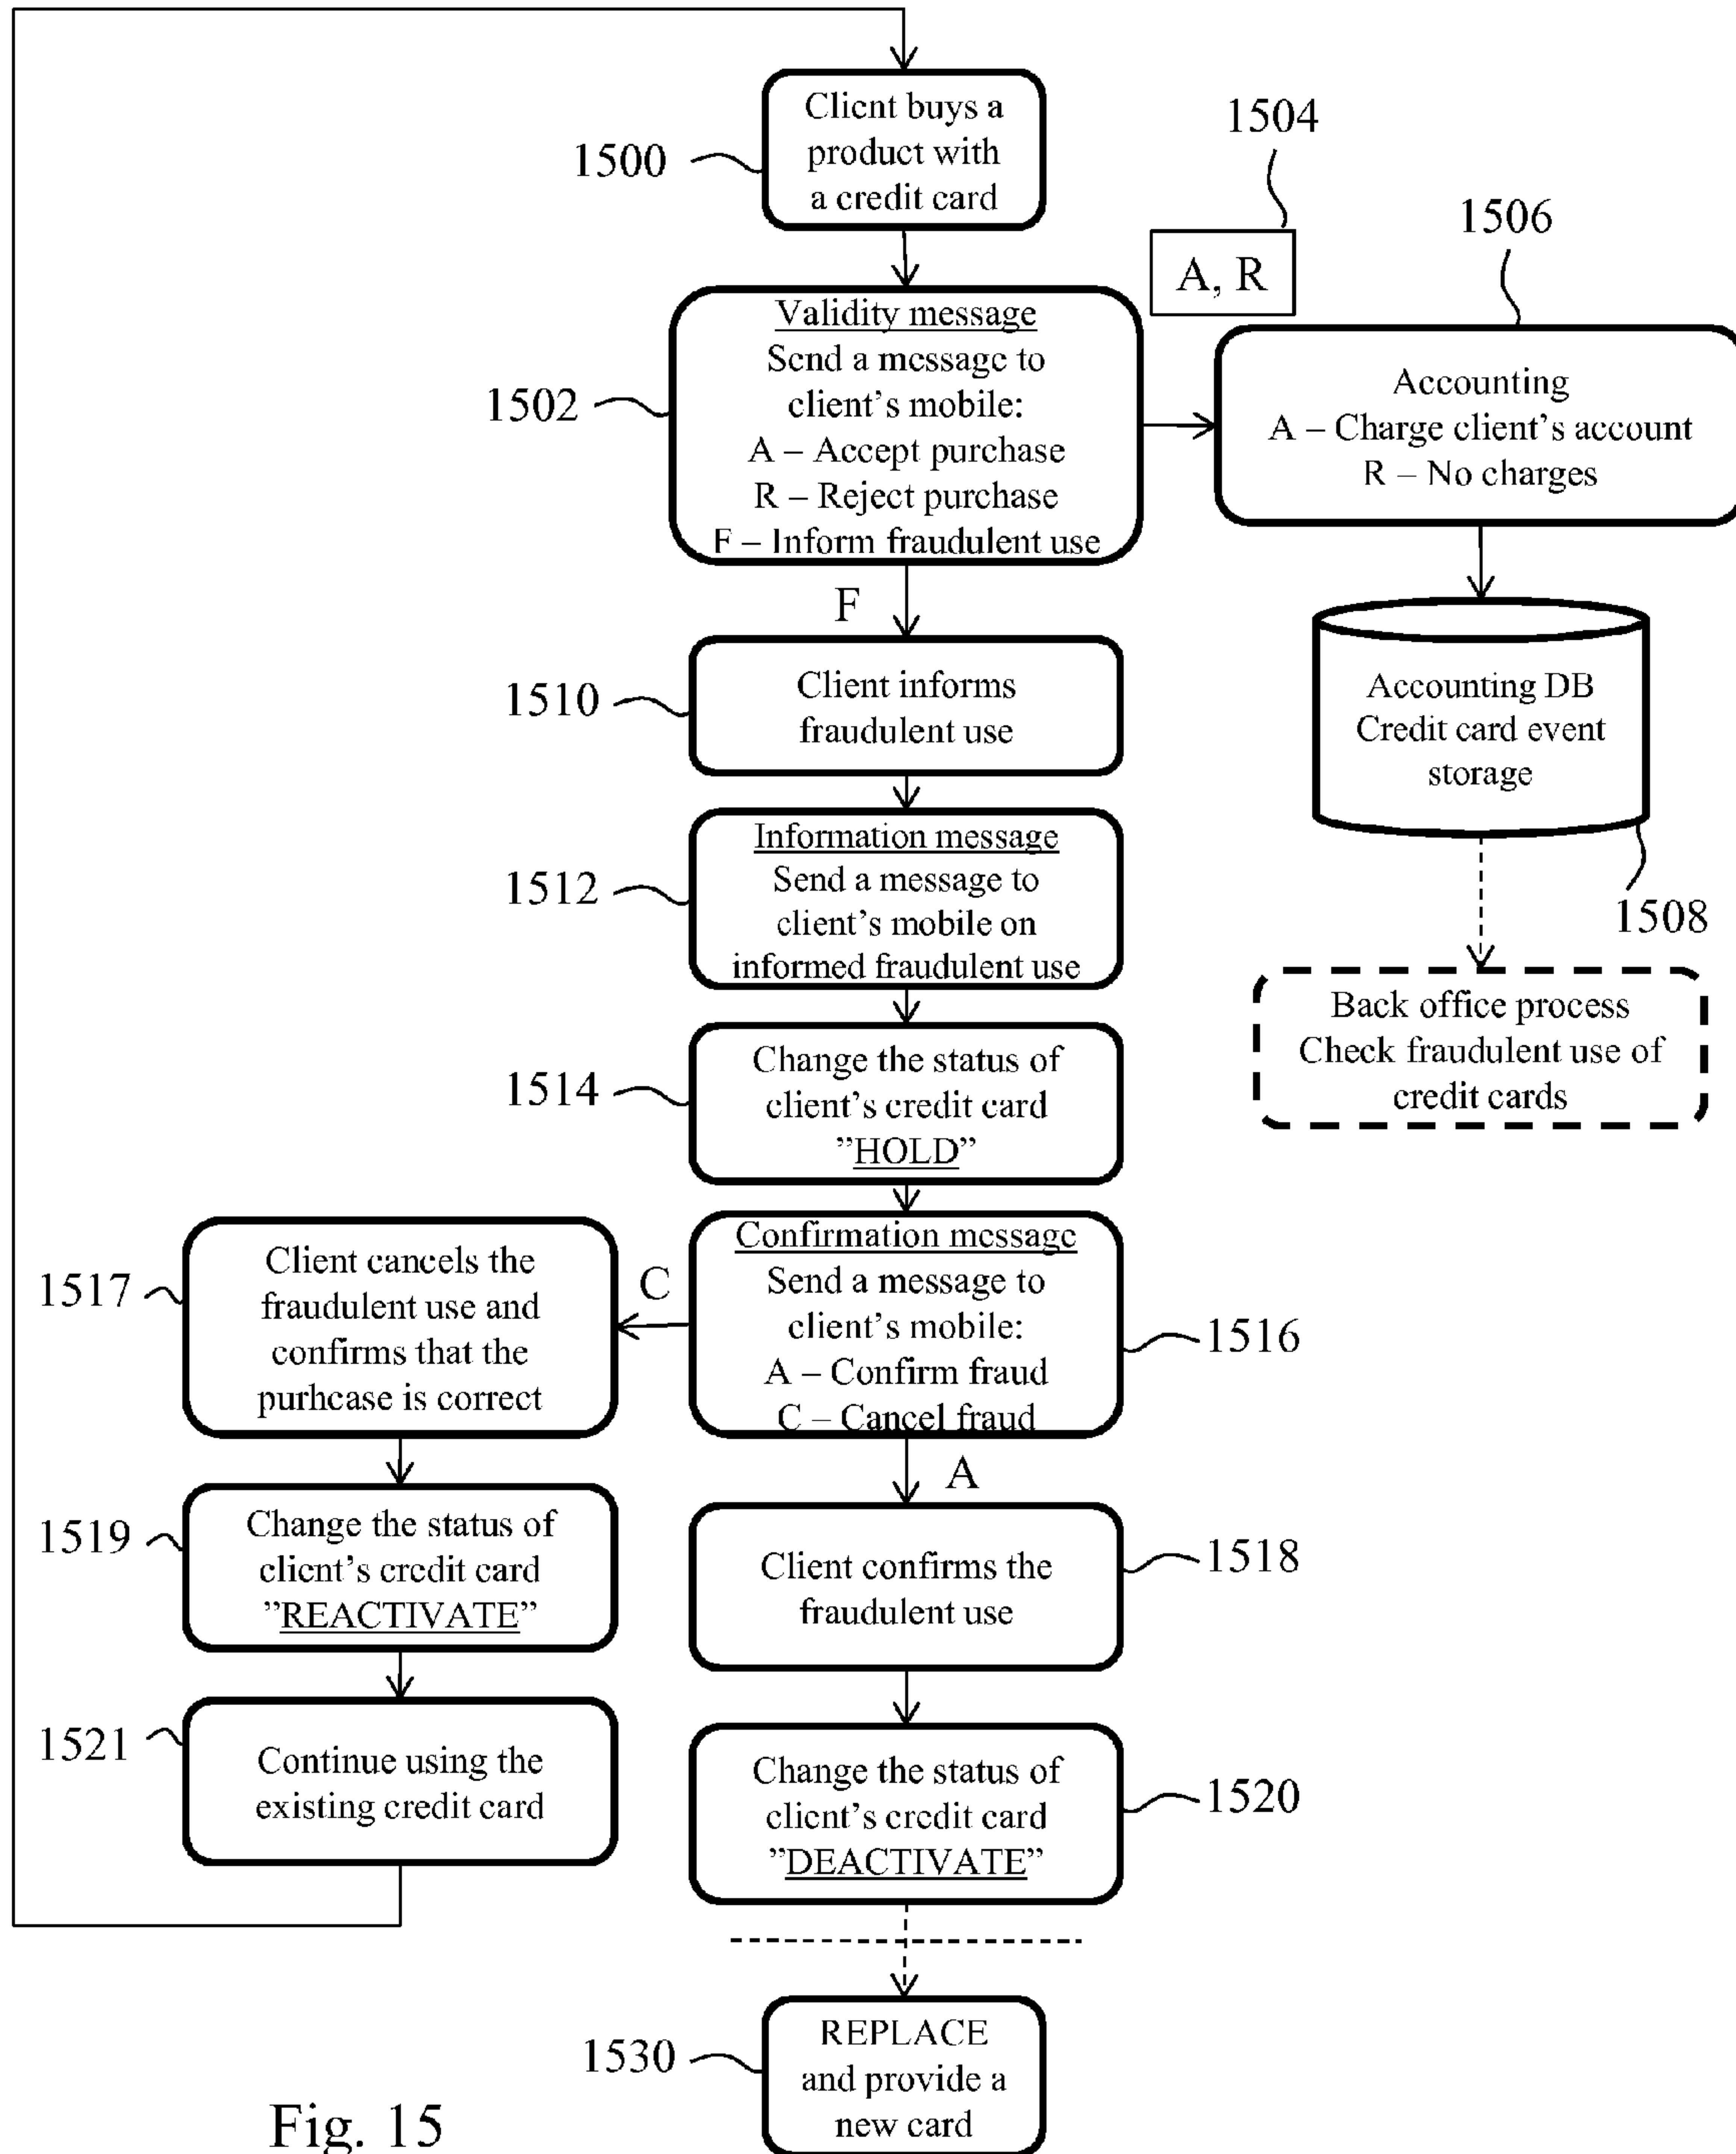 Client buys a
product with
a credit card
1500
1504
A, R
1506
Validity message
Send a message to
client's mobile:
A – Accept purchase
R – Reject purchase
F – Inform fraudulent use
1502
Accounting
A – Charge client's account
R – No charges
F
Client informs
fraudulent use
1510
Accounting DB
Credit card event
storage
1508
Information message
Send a message to
client's mobile on
informed fraudulent use
1512
Back office process
Check fraudulent use of
credit cards
Change the status of
client's credit card
”HOLD”
1514
Confirmation message
Send a message to
client's mobile:
A – Confirm fraud
C – Cancel fraud
1516
C
Client cancels the
fraudulent use and
confirms that the
purhcase is correct
1517
A
Change the status of
client's credit card
”REACTIVATE”
1519
Client confirms the
fraudulent use
1518
Continue using the
existing credit card
1521
Change the status of
client's credit card
”DEACTIVATE”
1520
REPLACE
and provide a
new card
1530
Fig. 15